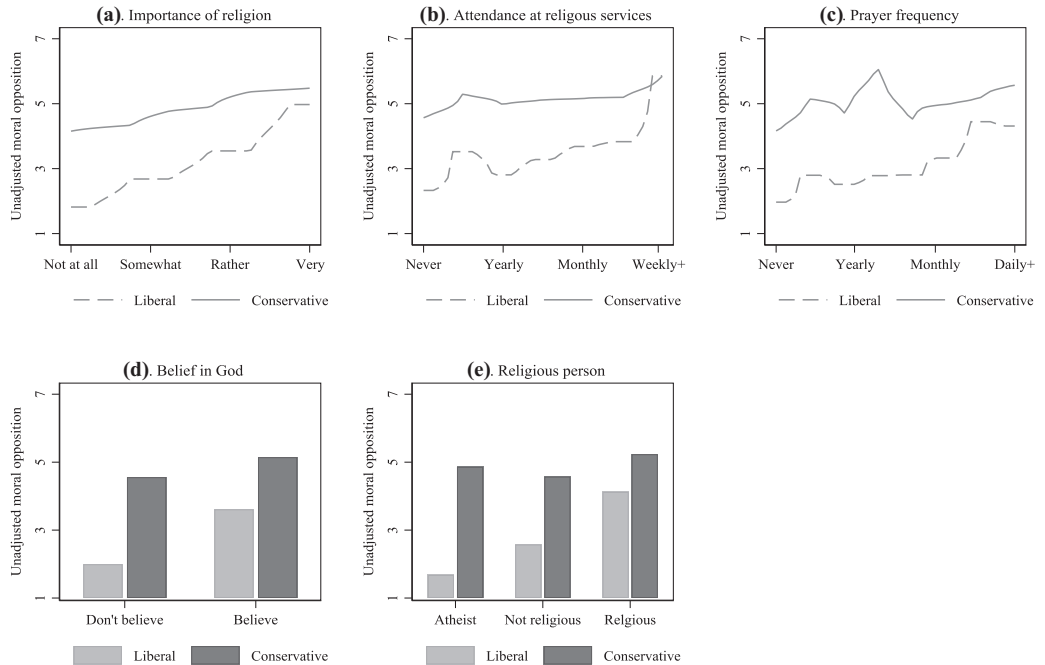 (a). Importance of religion
Unadjusted moral opposition
7
5
3
1
Not at all Somewhat Rather Very
Liberal Conservative
(b). Attendance at religous services
Unadjusted moral opposition
7
5
3
1
Never Yearly Monthly Weekly+
Liberal Conservative
(c). Prayer frequency
Unadjusted moral opposition
7
5
3
1
Never Yearly Monthly Daily+
Liberal Conservative
(d). Belief in God
Unadjusted moral opposition
7
5
3
1
Don't believe Believe
Liberal Conservative
(e). Religious person
Unadjusted moral opposition
7
5
3
1
Atheist Not religious Relgious
Liberal Conservative